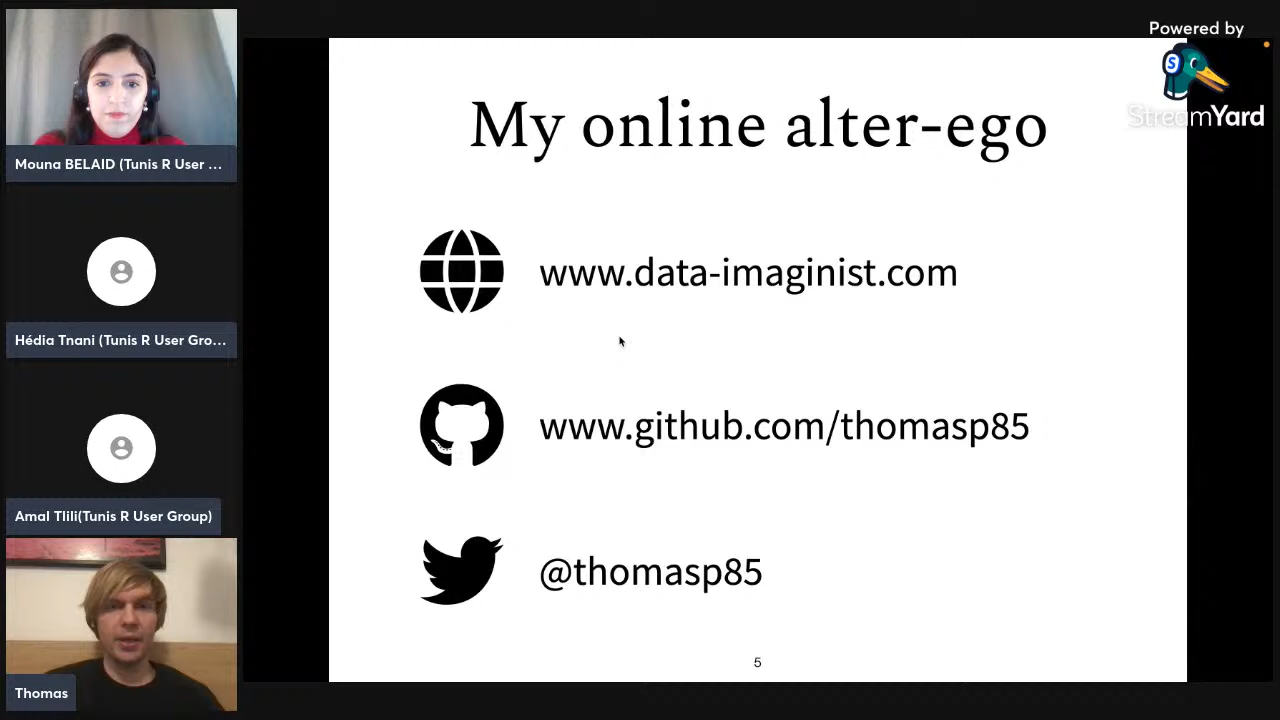 Powered by
StreamYard
Mouna BELAID (Tunis R User ...
Hédia Tnani (Tunis R User Gro...
Amal Tlili(Tunis R User Group)
Thomas
My online alter-ego
www.data-imaginist.com
www.github.com/thomasp85
@thomasp85
5